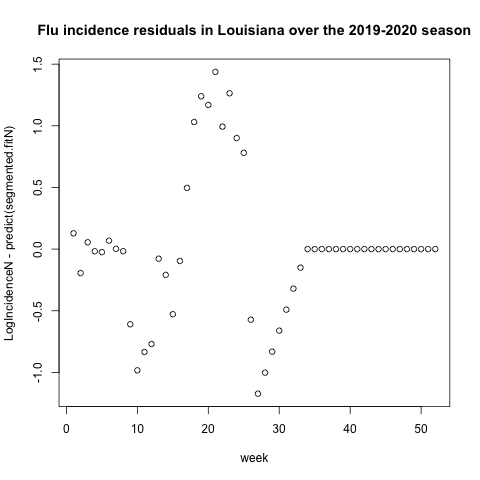 Flu incidence residuals in Louisiana over the 2019-2020 season
LogIncidenceN - predict(segmented.fitN)
1.5
1.0
0.5
0.0
-0.5
-1.0
0 10 20 30 40 50
week